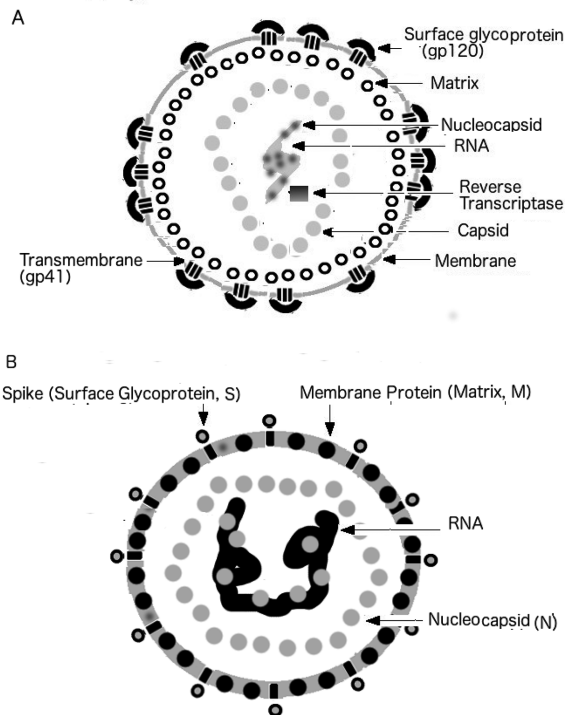 A
Surface glycoprotein
(gp120)
Matrix
Nucleocapsid
RNA
Reverse
Transcriptase
Capsid
Transmembrane
(gp41)
Membrane
B
Spike (Surface Glycoprotein, S)
Membrane Protein (Matrix, M)
RNA
Nucleocapsid (N)